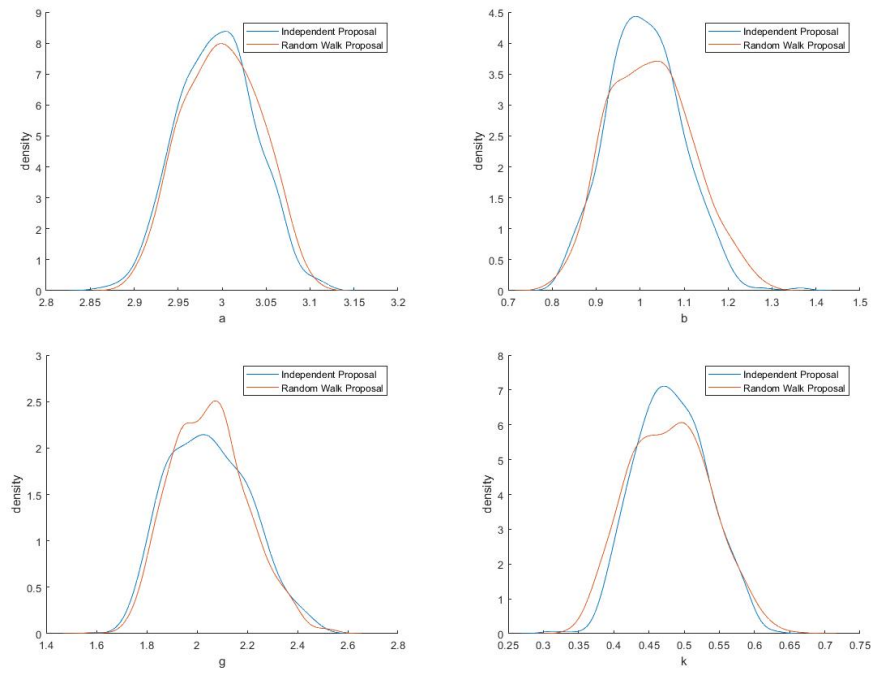 9
8
7
6
5
4
3
2
1
0
density
2.8 2.85 2.9 2.95 3 3.05 3.1 3.15 3.2
a
Independent Proposal
Random Walk Proposal
4.5
4
3.5
3
2.5
2
1.5
1
0.5
0
density
0.7 0.8 0.9 1 1.1 1.2 1.3 1.4 1.5
b
Independent Proposal
Random Walk Proposal
3
2.5
2
1.5
1
0.5
0
density
1.4 1.6 1.8 2 2.2 2.4 2.6 2.8
g
Independent Proposal
Random Walk Proposal
8
7
6
5
4
3
2
1
0
density
0.25 0.3 0.35 0.4 0.45 0.5 0.55 0.6 0.65 0.7 0.75
k
Independent Proposal
Random Walk Proposal